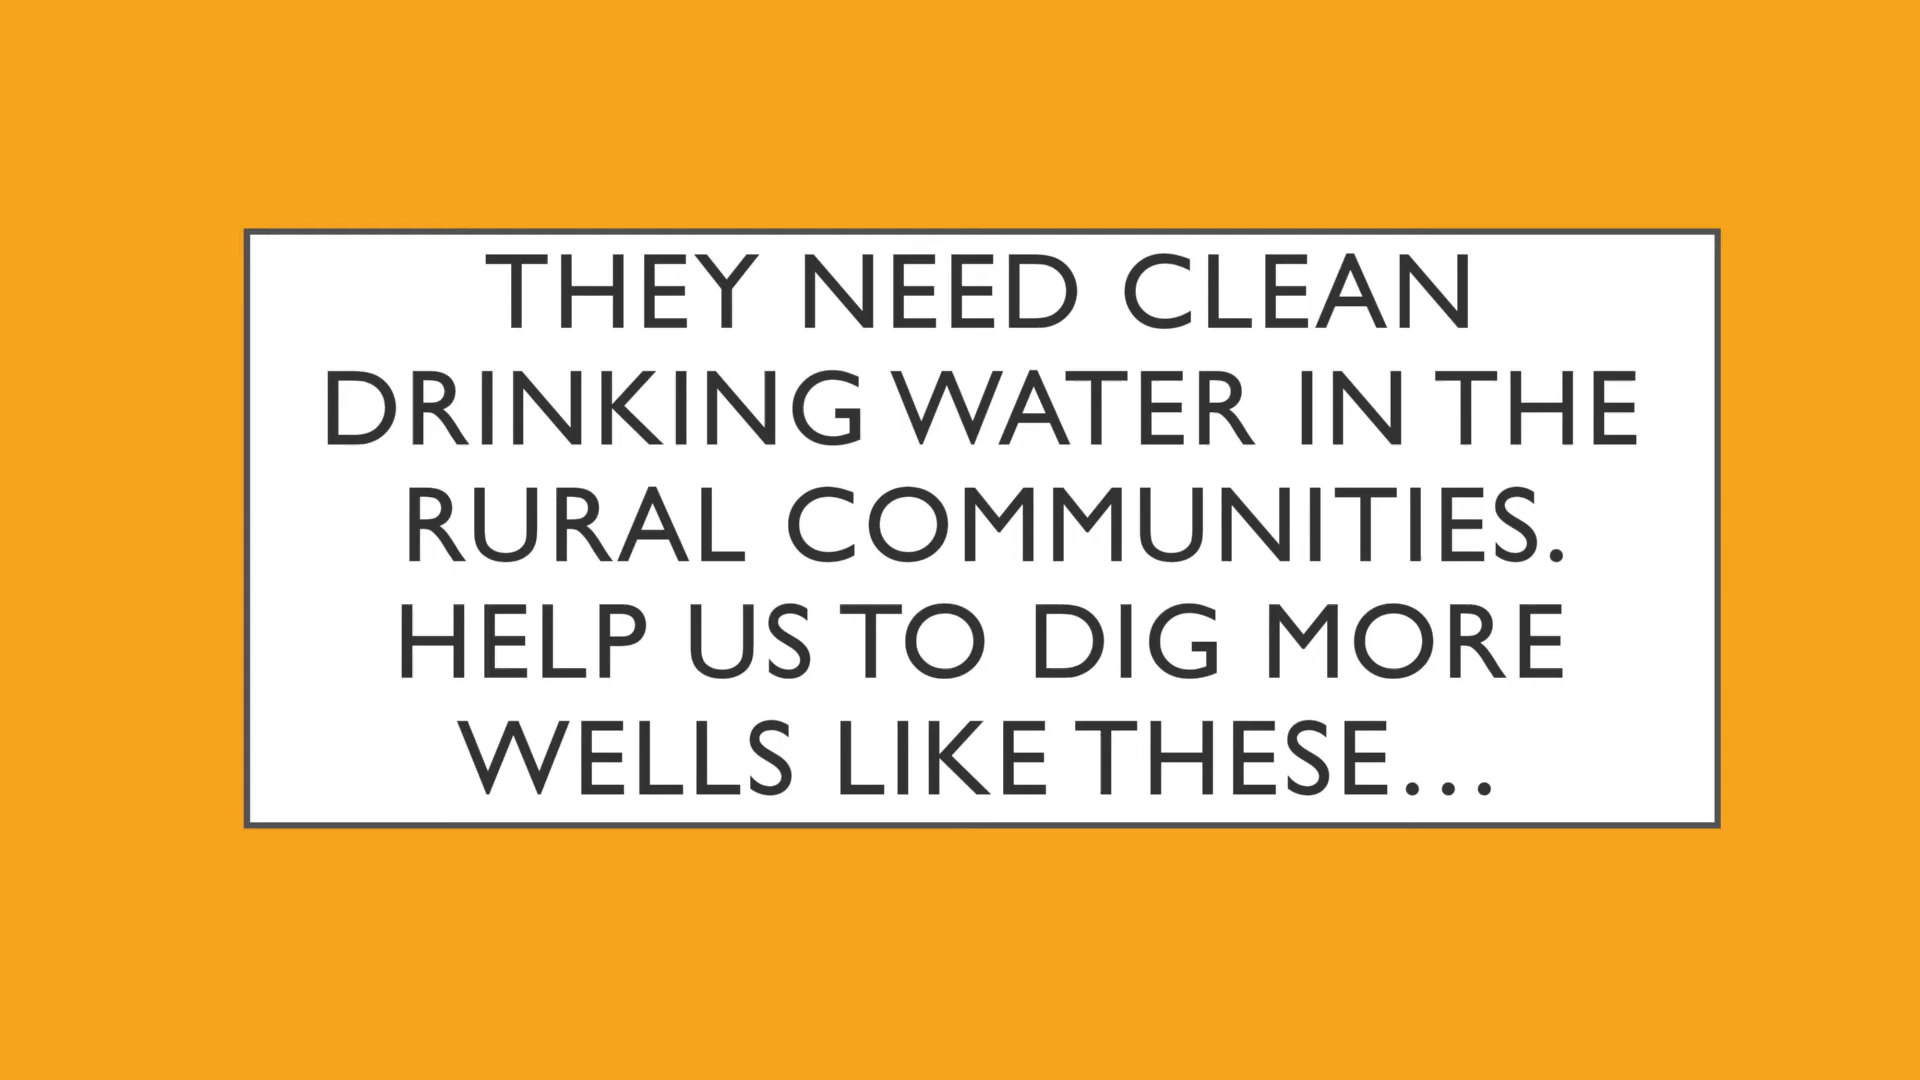 THEY NEED CLEAN
DRINKING WATER IN THE
RURAL COMMUNITIES.
HELP US TO DIG MORE
WELLS LIKE THESE…